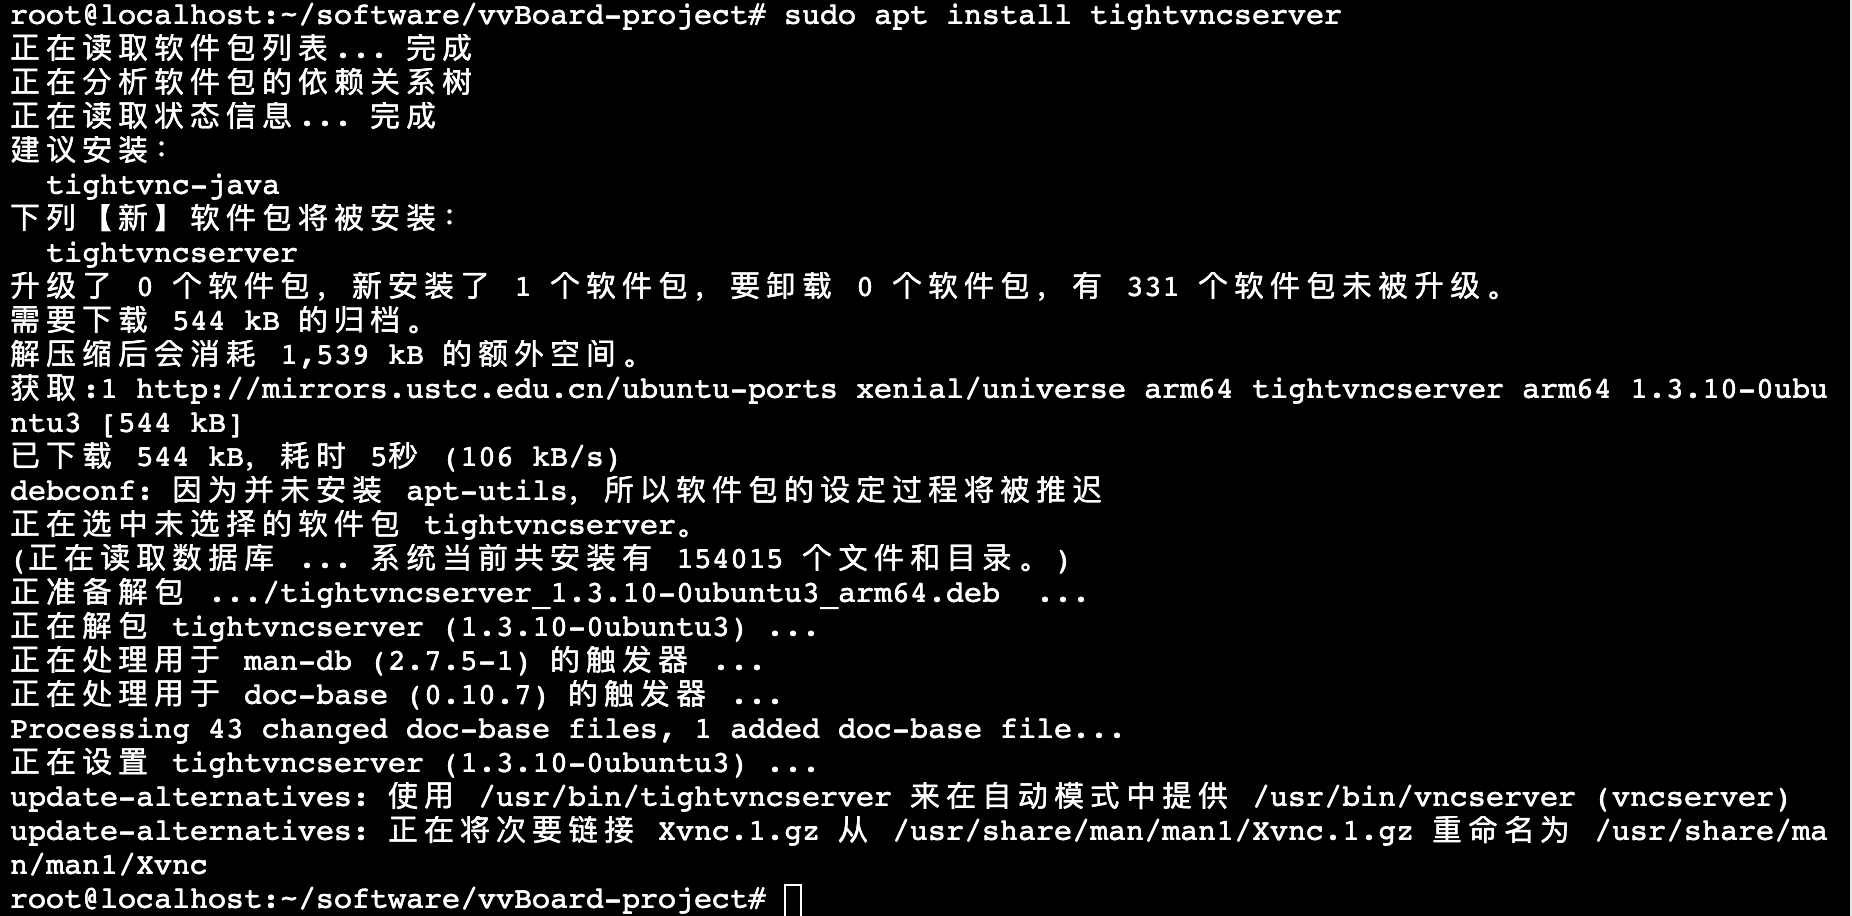 root@localhost:~/software/vvBoard-project# sudo apt install tightvncserver
正在读取软件包列表... 完成
正在分析软件包的依赖关系树
正在读取状态信息... 完成
建议安装：
  tightvnc-java
下列【新】软件包将被安装：
  tightvncserver
升级了 0 个软件包，新安装了 1 个软件包，要卸载 0 个软件包，有 331 个软件包未被升级。
需要下载 544 kB 的归档。
解压缩后会消耗 1,539 kB 的额外空间。
获取:1 http://mirrors.ustc.edu.cn/ubuntu-ports xenial/universe arm64 tightvncserver arm64 1.3.10-0ubu
ntu3 [544 kB]
已下载 544 kB，耗时 5秒 (106 kB/s)
debconf: 因为并未安装 apt-utils，所以软件包的设定过程将被推迟
正在选中未选择的软件包 tightvncserver。
(正在读取数据库 ... 系统当前共安装有 154015 个文件和目录。)
正准备解包 .../tightvncserver_1.3.10-0ubuntu3_arm64.deb  ...
正在解包 tightvncserver (1.3.10-0ubuntu3) ...
正在处理用于 man-db (2.7.5-1) 的触发器 ...
正在处理用于 doc-base (0.10.7) 的触发器 ...
Processing 43 changed doc-base files, 1 added doc-base file...
正在设置 tightvncserver (1.3.10-0ubuntu3) ...
update-alternatives: 使用 /usr/bin/tightvncserver 来在自动模式中提供 /usr/bin/vncserver (vncserver)
update-alternatives: 正在将次要链接 Xvnc.1.gz 从 /usr/share/man/man1/Xvnc.1.gz 重命名为 /usr/share/ma
n/man1/Xvnc
root@localhost:~/software/vvBoard-project#